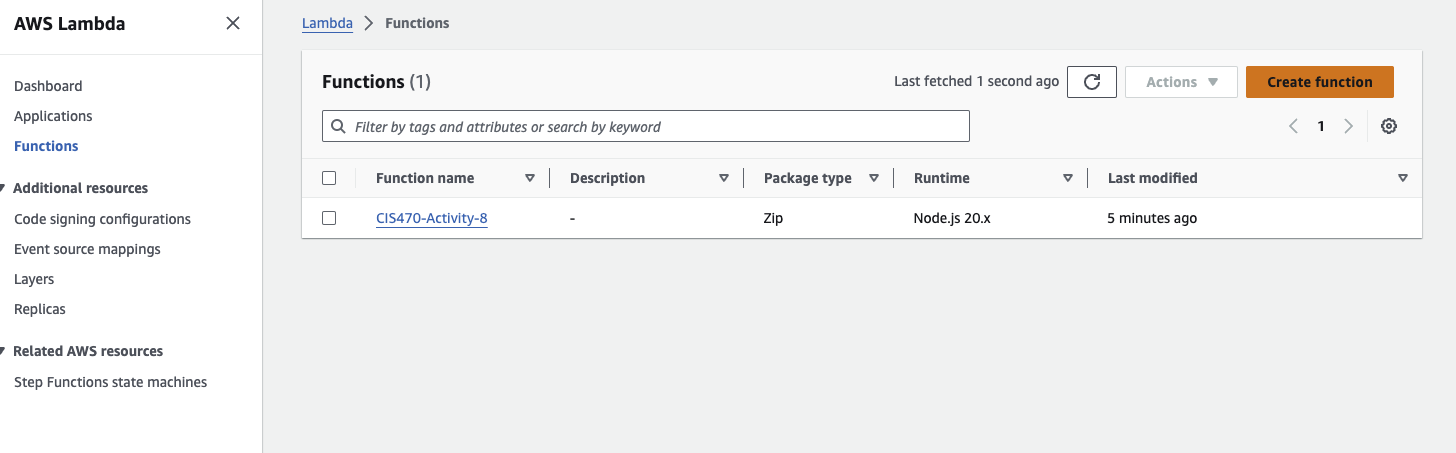 AWS Lambda
Dashboard
Applications
Functions
Additional resources
Code signing configurations
Event source mappings
Layers
Replicas
Related AWS resources
Step Functions state machines
Lambda > Functions
Functions (1)
Last fetched 1 second ago
Actions
Create function
Filter by tags and attributes or search by keyword
1
Function name Description Package type Runtime Last modified
CIS470-Activity-8 - Zip Node.js 20.x 5 minutes ago